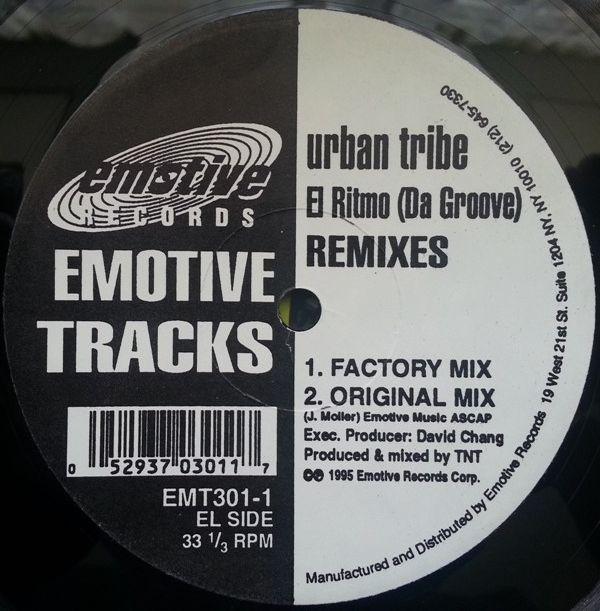 emotive
RECORDS
EMOTIVE
TRACKS
0 52937 03011 7
EMT301-1
EL SIDE
33 1/3 RPM
urban tribe
El Ritmo (Da Groove)
REMIXES
1. FACTORY MIX
2. ORIGINAL MIX
(J. Moller) Emotive Music ASCAP
Exec. Producer: David Chang
Produced & mixed by TNT
℗© 1995 Emotive Records Corp.
Manufactured and Distributed by Emotive Records 19 West 21st St. Suite 1204 NY, NY 10010 (212) 645-7330